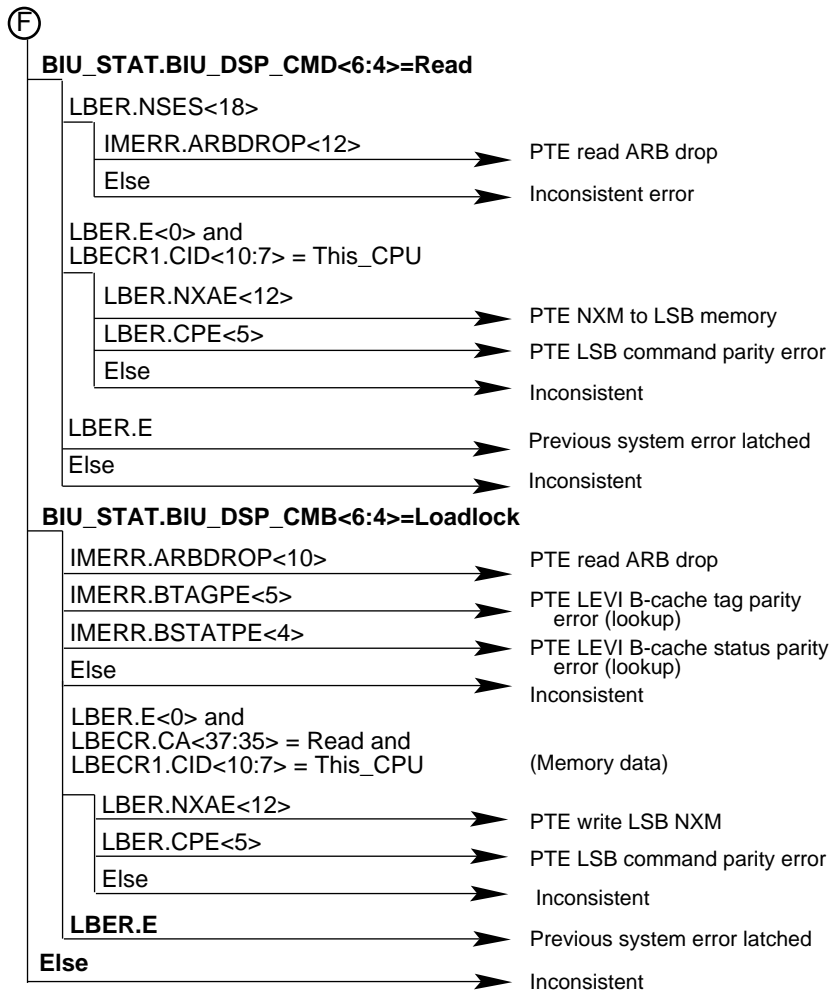 F
BIU_STAT.BIU_DSP_CMD<6:4>=Read
LBER.NSES<18>
IMERR.ARBDROP<12>
PTE read ARB drop
Else
Inconsistent error
LBER.E<0> and
LBECR1.CID<10:7> = This_CPU
LBER.NXAE<12>
PTE NXM to LSB memory
LBER.CPE<5>
PTE LSB command parity error
Else
Inconsistent
LBER.E
Previous system error latched
Else
Inconsistent
BIU_STAT.BIU_DSP_CMB<6:4>=Loadlock
IMERR.ARBDROP<10>
PTE read ARB drop
IMERR.BTAGPE<5>
PTE LEVI B-cache tag parity
error (lookup)
IMERR.BSTATPE<4>
PTE LEVI B-cache status parity
error (lookup)
Else
Inconsistent
LBER.E<0> and
LBECR.CA<37:35> = Read and
LBECR1.CID<10:7> = This_CPU
(Memory data)
LBER.NXAE<12>
PTE write LSB NXM
LBER.CPE<5>
PTE LSB command parity error
Else
Inconsistent
LBER.E
Previous system error latched
Else
Inconsistent